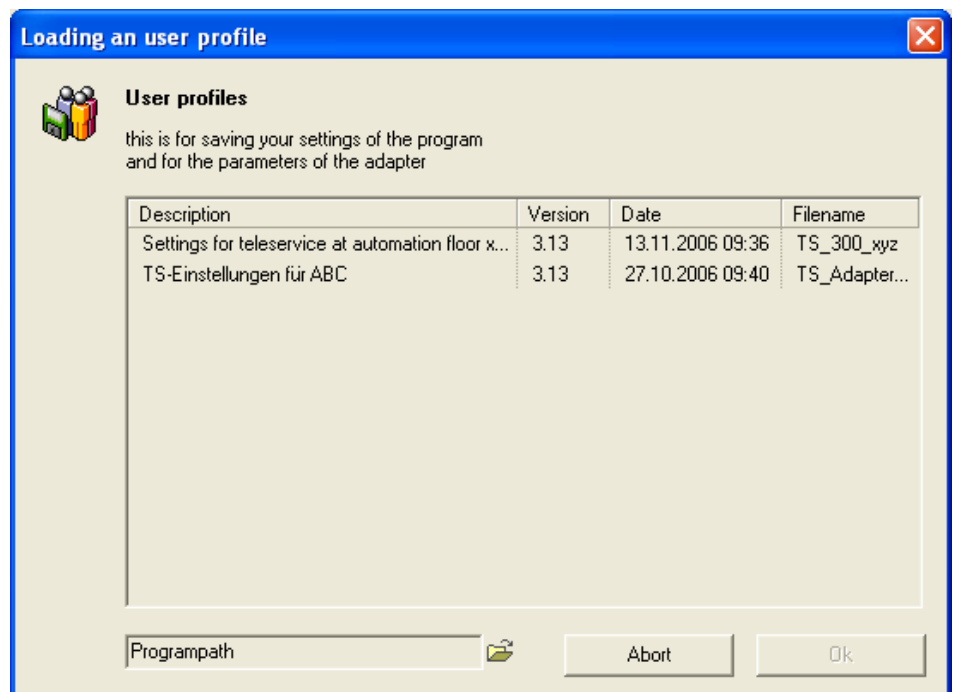 Loading an user profile
User profiles
this is for saving your settings of the program
and for the parameters of the adapter
Description Version Date Filename
Settings for teleservice at automation floor x... 3.13 13.11.2006 09:36 TS_300_xyz
TS-Einstellungen für ABC 3.13 27.10.2006 09:40 TS_Adapter...
Programpath Abort Ok